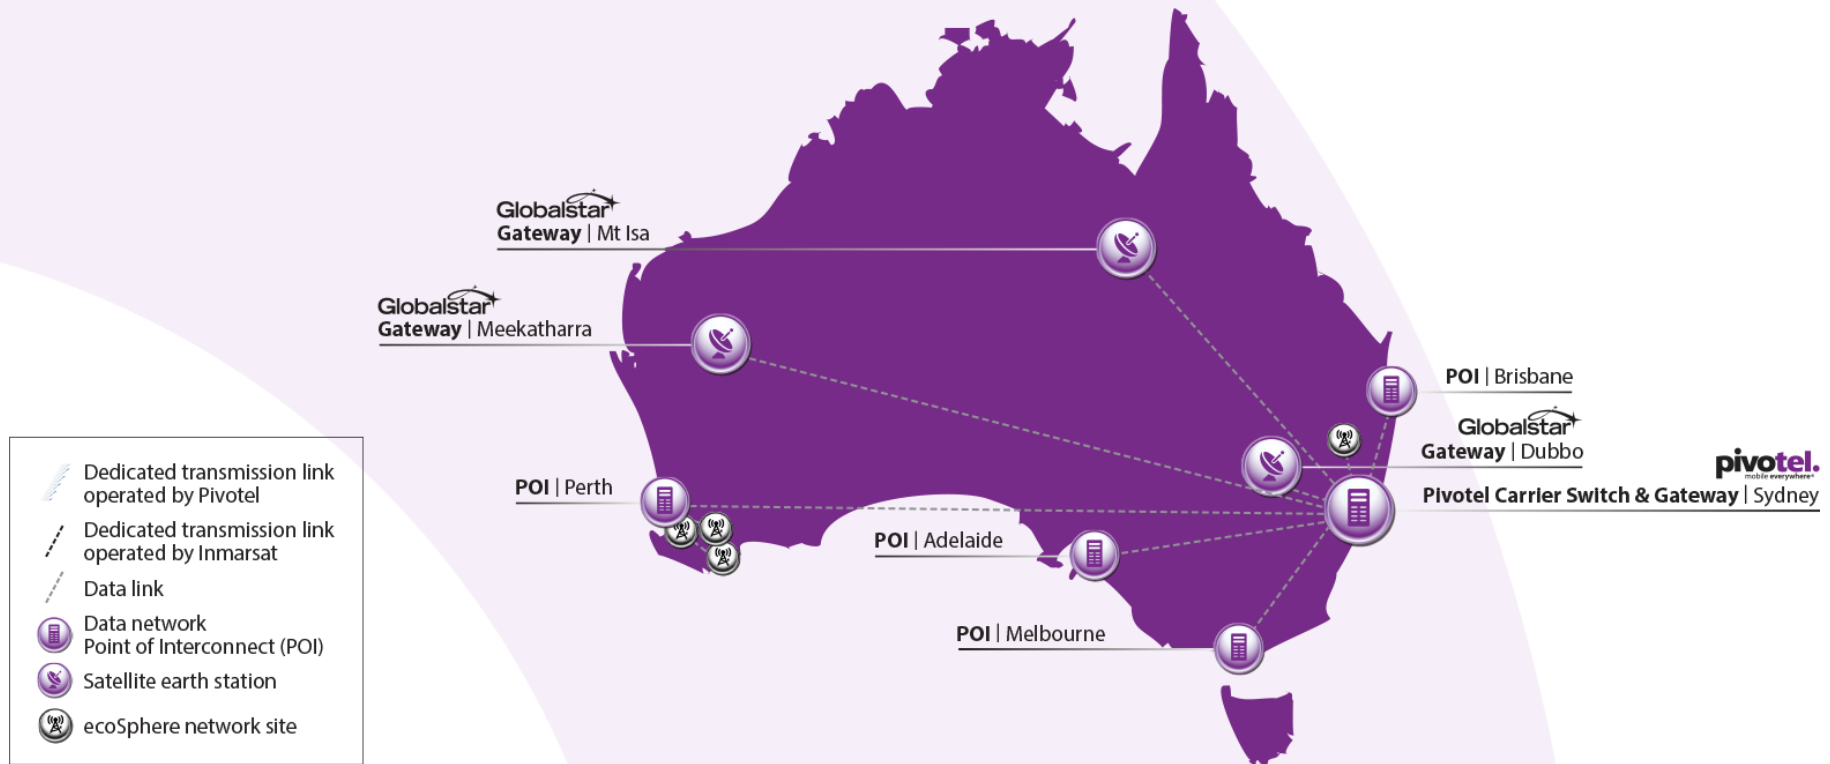 Globalstar
Gateway | Mt Isa
Globalstar
Gateway | Meekatharra
POI | Brisbane
Globalstar
Gateway | Dubbo
pivotel.
mobile everywhere®
Pivotel Carrier Switch & Gateway | Sydney
POI | Perth
POI | Adelaide
POI | Melbourne
Dedicated transmission link
operated by Pivotel
Dedicated transmission link
operated by Inmarsat
Data link
Data network
Point of Interconnect (POI)
Satellite earth station
ecoSphere network site